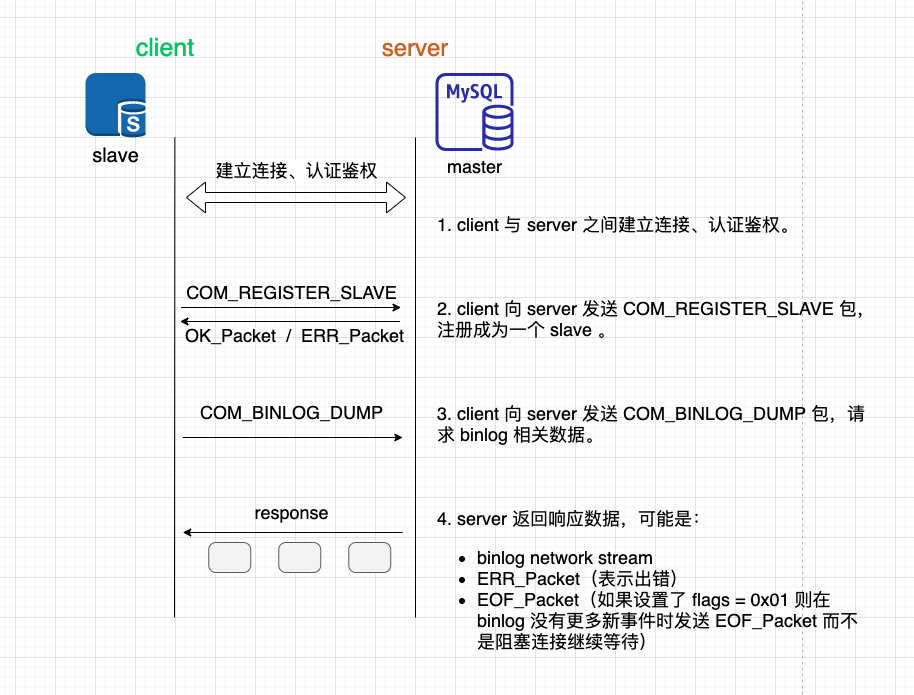 client
server
MySQL
S
slave
master
建立连接、认证鉴权
1. client 与 server 之间建立连接、认证鉴权。
COM_REGISTER_SLAVE
OK_Packet / ERR_Packet
2. client 向 server 发送 COM_REGISTER_SLAVE 包，
注册成为一个 slave 。
COM_BINLOG_DUMP
3. client 向 server 发送 COM_BINLOG_DUMP 包，请
求 binlog 相关数据。
response
4. server 返回响应数据，可能是：
• binlog network stream
• ERR_Packet（表示出错）
• EOF_Packet（如果设置了 flags = 0x01 则在
binlog 没有更多新事件时发送 EOF_Packet 而不
是阻塞连接继续等待）